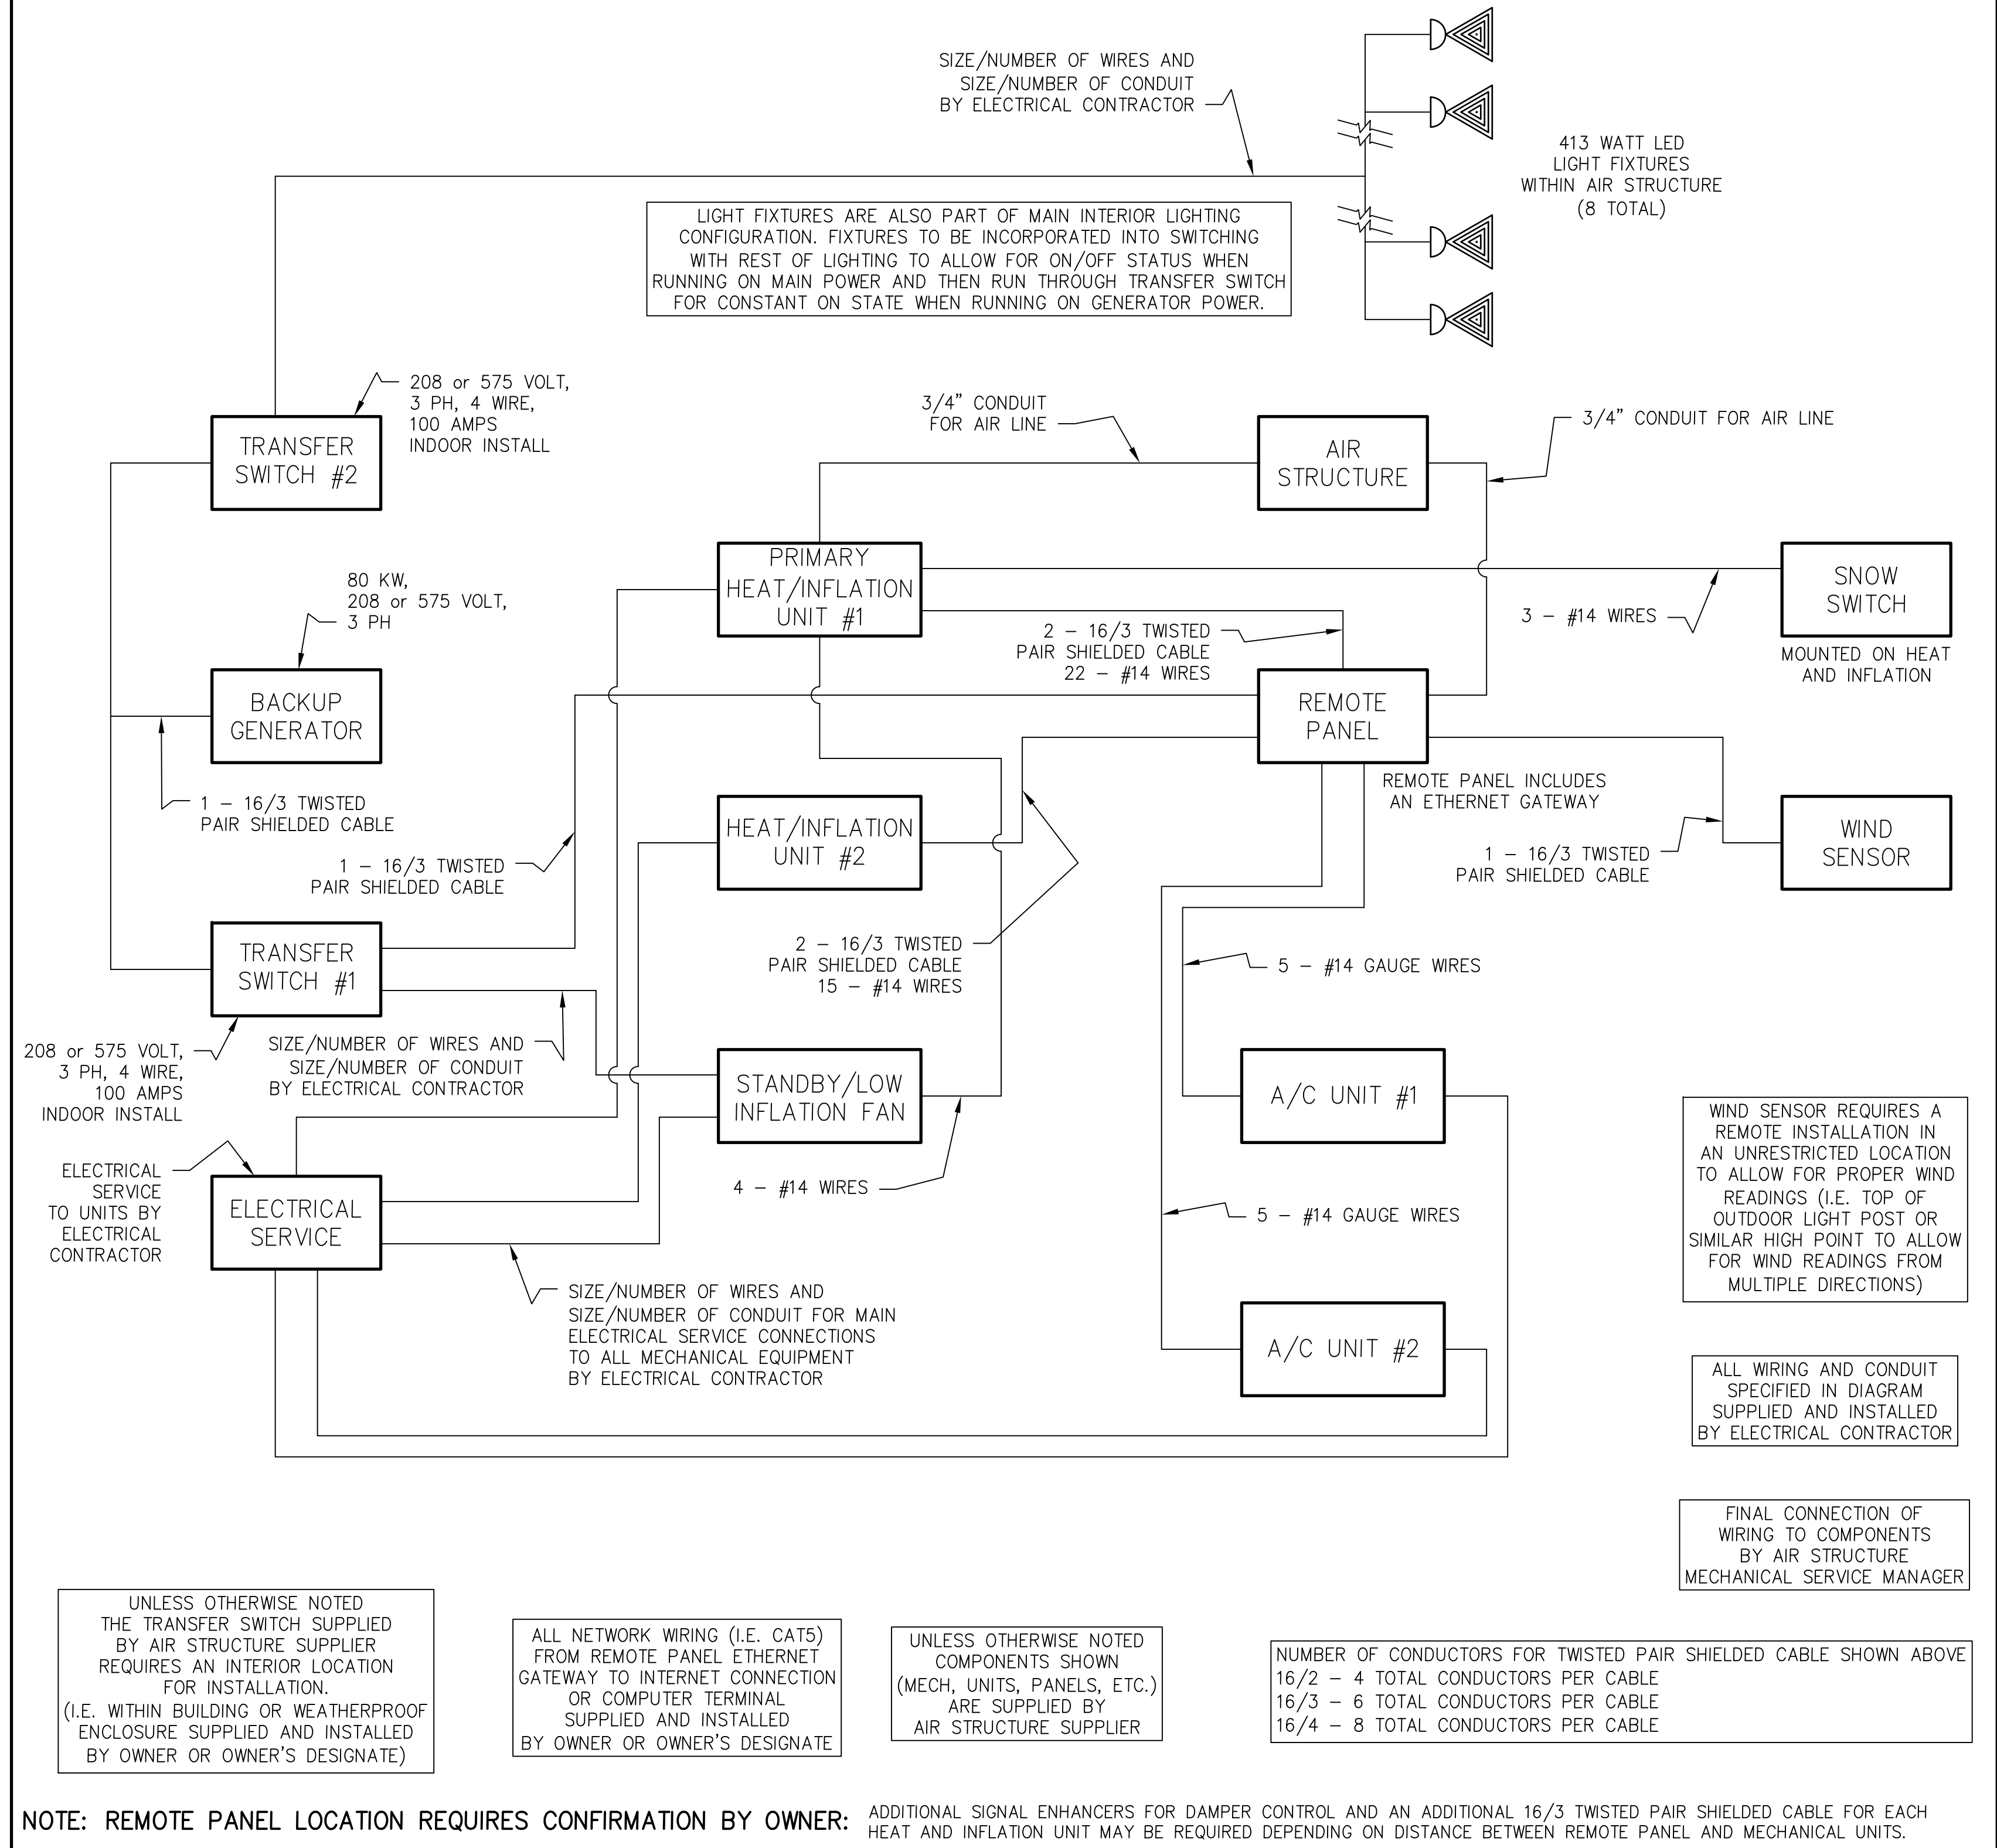 SIZE/NUMBER OF WIRES AND
SIZE/NUMBER OF CONDUIT
BY ELECTRICAL CONTRACTOR
413 WATT LED
LIGHT FIXTURES
WITHIN AIR STRUCTURE
(8 TOTAL)
LIGHT FIXTURES ARE ALSO PART OF MAIN INTERIOR LIGHTING
CONFIGURATION. FIXTURES TO BE INCORPORATED INTO SWITCHING
WITH REST OF LIGHTING TO ALLOW FOR ON/OFF STATUS WHEN
RUNNING ON MAIN POWER AND THEN RUN THROUGH TRANSFER SWITCH
FOR CONSTANT ON STATE WHEN RUNNING ON GENERATOR POWER.
208 or 575 VOLT,
3 PH, 4 WIRE,
100 AMPS
INDOOR INSTALL
TRANSFER
SWITCH #2
3/4" CONDUIT
FOR AIR LINE
AIR
STRUCTURE
3/4" CONDUIT FOR AIR LINE
PRIMARY
HEAT/INFLATION
UNIT #1
SNOW
SWITCH
MOUNTED ON HEAT
AND INFLATION
3 – #14 WIRES
2 – 16/3 TWISTED
PAIR SHIELDED CABLE
22 – #14 WIRES
80 KW,
208 or 575 VOLT,
3 PH
BACKUP
GENERATOR
REMOTE
PANEL
REMOTE PANEL INCLUDES
AN ETHERNET GATEWAY
1 – 16/3 TWISTED
PAIR SHIELDED CABLE
1 – 16/3 TWISTED
PAIR SHIELDED CABLE
HEAT/INFLATION
UNIT #2
1 – 16/3 TWISTED
PAIR SHIELDED CABLE
WIND
SENSOR
TRANSFER
SWITCH #1
2 – 16/3 TWISTED
PAIR SHIELDED CABLE
15 – #14 WIRES
5 – #14 GAUGE WIRES
208 or 575 VOLT,
3 PH, 4 WIRE,
100 AMPS
INDOOR INSTALL
SIZE/NUMBER OF WIRES AND
SIZE/NUMBER OF CONDUIT
BY ELECTRICAL CONTRACTOR
STANDBY/LOW
INFLATION FAN
A/C UNIT #1
WIND SENSOR REQUIRES A
REMOTE INSTALLATION IN
AN UNRESTRICTED LOCATION
TO ALLOW FOR PROPER WIND
READINGS (I.E. TOP OF
OUTDOOR LIGHT POST OR
SIMILAR HIGH POINT TO ALLOW
FOR WIND READINGS FROM
MULTIPLE DIRECTIONS)
ELECTRICAL
SERVICE
TO UNITS BY
ELECTRICAL
CONTRACTOR
ELECTRICAL
SERVICE
4 – #14 WIRES
5 – #14 GAUGE WIRES
SIZE/NUMBER OF WIRES AND
SIZE/NUMBER OF CONDUIT FOR MAIN
ELECTRICAL SERVICE CONNECTIONS
TO ALL MECHANICAL EQUIPMENT
BY ELECTRICAL CONTRACTOR
A/C UNIT #2
ALL WIRING AND CONDUIT
SPECIFIED IN DIAGRAM
SUPPLIED AND INSTALLED
BY ELECTRICAL CONTRACTOR
FINAL CONNECTION OF
WIRING TO COMPONENTS
BY AIR STRUCTURE
MECHANICAL SERVICE MANAGER
UNLESS OTHERWISE NOTED
THE TRANSFER SWITCH SUPPLIED
BY AIR STRUCTURE SUPPLIER
REQUIRES AN INTERIOR LOCATION
FOR INSTALLATION.
(I.E. WITHIN BUILDING OR WEATHERPROOF
ENCLOSURE SUPPLIED AND INSTALLED
BY OWNER OR OWNER'S DESIGNATE)
ALL NETWORK WIRING (I.E. CAT5)
FROM REMOTE PANEL ETHERNET
GATEWAY TO INTERNET CONNECTION
OR COMPUTER TERMINAL
SUPPLIED AND INSTALLED
BY OWNER OR OWNER'S DESIGNATE
UNLESS OTHERWISE NOTED
COMPONENTS SHOWN
(MECH, UNITS, PANELS, ETC.)
ARE SUPPLIED BY
AIR STRUCTURE SUPPLIER
NUMBER OF CONDUCTORS FOR TWISTED PAIR SHIELDED CABLE SHOWN ABOVE
16/2 – 4 TOTAL CONDUCTORS PER CABLE
16/3 – 6 TOTAL CONDUCTORS PER CABLE
16/4 – 8 TOTAL CONDUCTORS PER CABLE
NOTE: REMOTE PANEL LOCATION REQUIRES CONFIRMATION BY OWNER:
ADDITIONAL SIGNAL ENHANCERS FOR DAMPER CONTROL AND AN ADDITIONAL 16/3 TWISTED PAIR SHIELDED CABLE FOR EACH
HEAT AND INFLATION UNIT MAY BE REQUIRED DEPENDING ON DISTANCE BETWEEN REMOTE PANEL AND MECHANICAL UNITS.